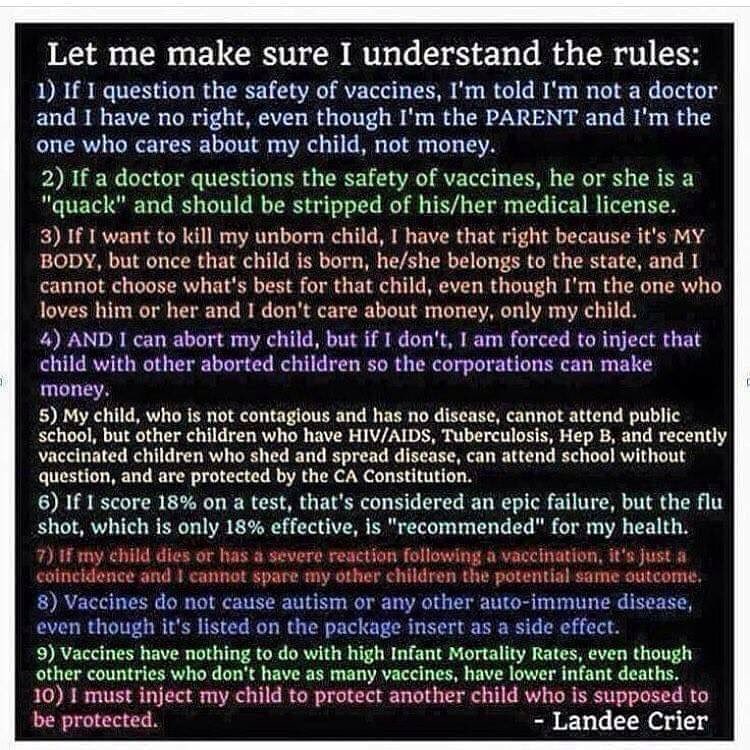 Let me make sure I understand the rules:
1) If I question the safety of vaccines, I'm told I'm not a doctor
and I have no right, even though I'm the PARENT and I'm the
one who cares about my child, not money.
2) If a doctor questions the safety of vaccines, he or she is a
"quack" and should be stripped of his/her medical license.
3) If I want to kill my unborn child, I have that right because it's MY
BODY, but once that child is born, he/she belongs to the state, and I
cannot choose what's best for that child, even though I'm the one who
loves him or her and I don't care about money, only my child.
4) AND I can abort my child, but if I don't, I am forced to inject that
child with other aborted children so the corporations can make
money.
5) My child, who is not contagious and has no disease, cannot attend public
school, but other children who have HIV/AIDS, Tuberculosis, Hep B, and recently
vaccinated children who shed and spread disease, can attend school without
question, and are protected by the CA Constitution.
6) If I score 18% on a test, that's considered an epic failure, but the flu
shot, which is only 18% effective, is "recommended" for my health.
7) If my child dies or has a severe reaction following a vaccination, it's just a
coincidence and I cannot spare my other children the potential same outcome.
8) Vaccines do not cause autism or any other auto-immune disease,
even though it's listed on the package insert as a side effect.
9) Vaccines have nothing to do with high Infant Mortality Rates, even though
other countries who don't have as many vaccines, have lower infant deaths.
10) I must inject my child to protect another child who is supposed to
be protected. - Landee Crier